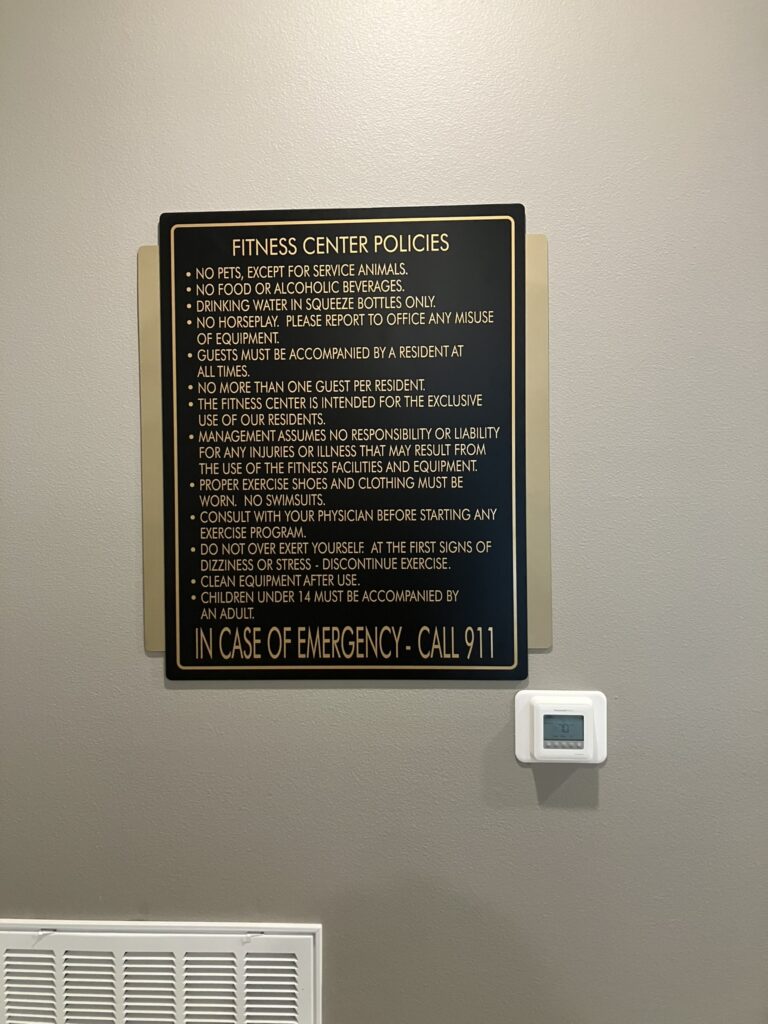 FITNESS CENTER POLICIES
• NO PETS, EXCEPT FOR SERVICE ANIMALS.
• NO FOOD OR ALCOHOLIC BEVERAGES.
• DRINKING WATER IN SQUEEZE BOTTLES ONLY.
• NO HORSEPLAY. PLEASE REPORT TO OFFICE ANY MISUSE
OF EQUIPMENT.
• GUESTS MUST BE ACCOMPANIED BY A RESIDENT AT
ALL TIMES.
• NO MORE THAN ONE GUEST PER RESIDENT.
• THE FITNESS CENTER IS INTENDED FOR THE EXCLUSIVE
USE OF OUR RESIDENTS.
• MANAGEMENT ASSUMES NO RESPONSIBILITY OR LIABILITY
FOR ANY INJURIES OR ILLNESS THAT MAY RESULT FROM
THE USE OF THE FITNESS FACILITIES AND EQUIPMENT.
• PROPER EXERCISE SHOES AND CLOTHING MUST BE
WORN. NO SWIMSUITS.
• CONSULT WITH YOUR PHYSICIAN BEFORE STARTING ANY
EXERCISE PROGRAM.
• DO NOT OVER EXERT YOURSELF. AT THE FIRST SIGNS OF
DIZZINESS OR STRESS - DISCONTINUE EXERCISE.
• CLEAN EQUIPMENT AFTER USE.
• CHILDREN UNDER 14 MUST BE ACCOMPANIED BY
AN ADULT.
IN CASE OF EMERGENCY - CALL 911